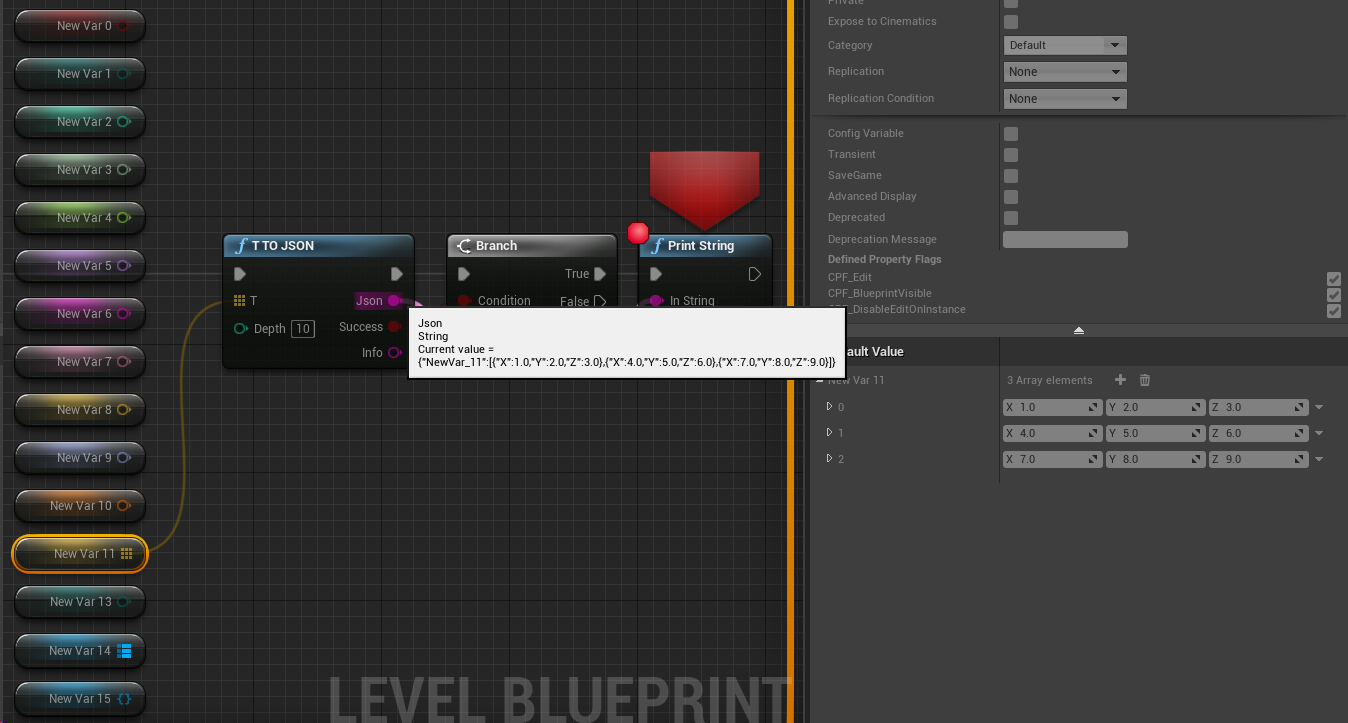 New Var 0
New Var 1
New Var 2
New Var 3
New Var 4
New Var 5
New Var 6
New Var 7
New Var 8
New Var 9
New Var 10
New Var 11
New Var 13
New Var 14
New Var 15
f T TO JSON
T
Depth 10
Json
Success
Info
Branch
Condition
True
False
f Print String
In String
Json
String
Current value =
{"NewVar_11":[{"X":1.0,"Y":2.0,"Z":3.0},{"X":4.0,"Y":5.0,"Z":6.0},{"X":7.0,"Y":8.0,"Z":9.0}]}
LEVEL BLUEPRINT
Private
Expose to Cinematics
Category Default
Replication None
Replication Condition None
Config Variable
Transient
SaveGame
Advanced Display
Deprecated
Deprecation Message
Defined Property Flags
CPF_Edit
CPF_BlueprintVisible
CPF_DisableEditOnInstance
ault Value
New Var 11 3 Array elements
0 X 1.0 Y 2.0 Z 3.0
1 X 4.0 Y 5.0 Z 6.0
2 X 7.0 Y 8.0 Z 9.0